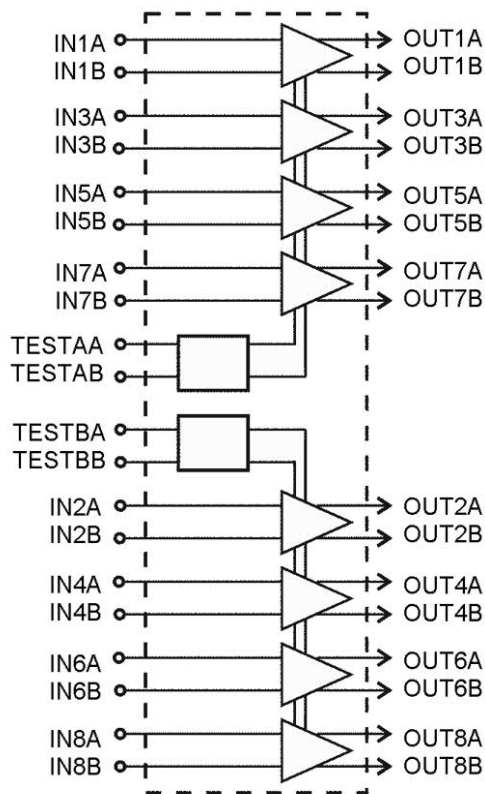 IN1A OUT1A
IN1B OUT1B
IN3A OUT3A
IN3B OUT3B
IN5A OUT5A
IN5B OUT5B
IN7A OUT7A
IN7B OUT7B
TESTAA
TESTAB
TESTBA
TESTBB
IN2A OUT2A
IN2B OUT2B
IN4A OUT4A
IN4B OUT4B
IN6A OUT6A
IN6B OUT6B
IN8A OUT8A
IN8B OUT8B